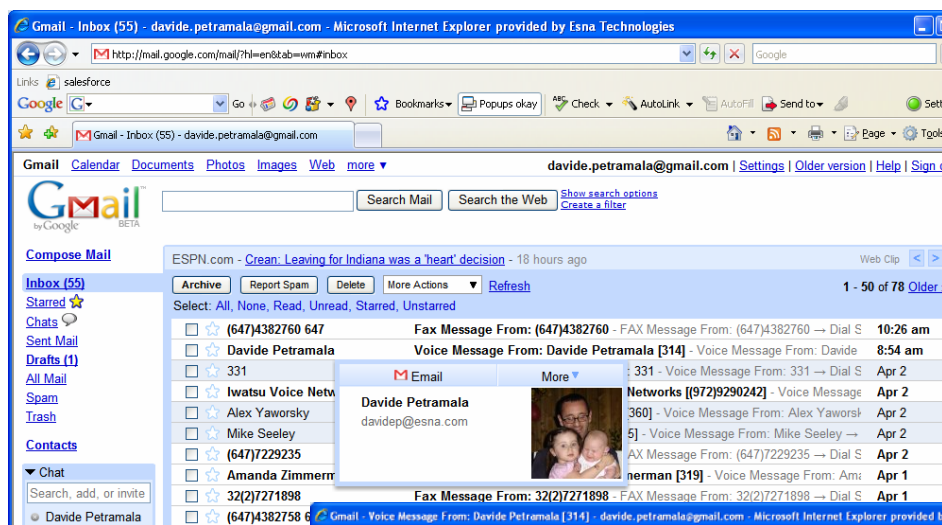 Gmail - Inbox (55) - davide.petramala@gmail.com - Microsoft Internet Explorer provided by Esna Technologies
http://mail.google.com/mail/?hl=en&tab=wm#inbox
Google
Links salesforce
Google G Go Bookmarks Popups okay ABC Check AutoLink AutoFill Send to Sett
Gmail - Inbox (55) - davide.petramala@gmail.com Page Tools
Gmail Calendar Documents Photos Images Web more ▼ davide.petramala@gmail.com | Settings | Older version | Help | Sign
Gmail by Google BETA
Search Mail Search the Web Show search options
Create a filter
Compose Mail
ESPN.com - Crean: Leaving for Indiana was a 'heart' decision - 18 hours ago Web Clip < >
Inbox (55) Archive Report Spam Delete More Actions ▼ Refresh 1 - 50 of 78 Older
Starred Select: All, None, Read, Unread, Starred, Unstarred
Chats
Sent Mail
Drafts (1)
All Mail
Spam
Trash
Contacts
▼ Chat
Search, add, or invite
Davide Petramala
(647)4382760 647 Fax Message From: (647)4382760 - FAX Message From: (647)4382760 → Dial S 10:26 am
Davide Petramala Voice Message From: Davide Petramala [314] - Voice Message From: Davide 8:54 am
331 : 331 - Voice Message From: 331 → Dial S Apr 2
Iwatsu Voice Netw Networks [(972)9290242] - Voice Message Apr 2
Alex Yaworsky 360] - Voice Message From: Alex Yaworsk Apr 2
Mike Seeley 5] - Voice Message From: Mike Seeley → Apr 2
(647)7229235 AX Message From: (647)7229235 → Dial S Apr 2
Amanda Zimmerm merman [319] - Voice Message From: Ama Apr 1
32(2)7271898 Fax Message From: 32(2)7271898 - FAX Message From: 32(2)7271898 → Dial S Apr 1
(647)4382758 6
Email More ▼
Davide Petramala
davidep@esna.com
Gmail - Voice Message From: Davide Petramala [314] - davide.petramala@gmail.com - Microsoft Internet Explorer provided b